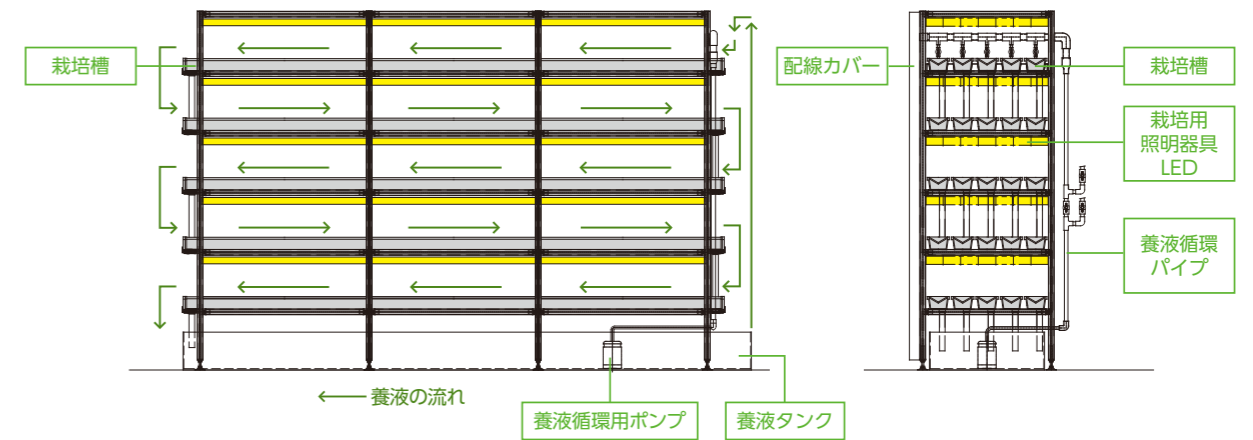 栽培槽
配線カバー
栽培槽
栽培用
照明器具
LED
養液循環
パイプ
養液の流れ
養液循環用ポンプ
養液タンク